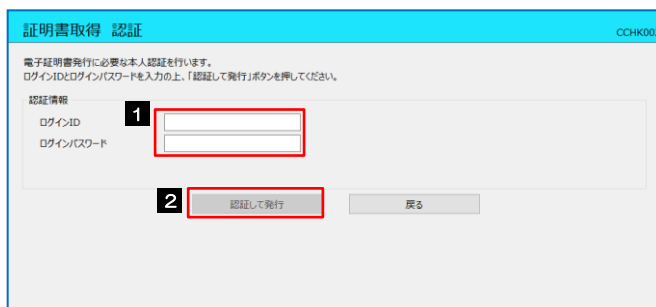 証明書取得 認証
CCHK00
電子証明書発行に必要な本人認証を行います。
ログインIDとログインパスワードを入力の上、「認証して発行」ボタンを押してください。
認証情報
1
ログインID
ログインパスワード
2
認証して発行
戻る